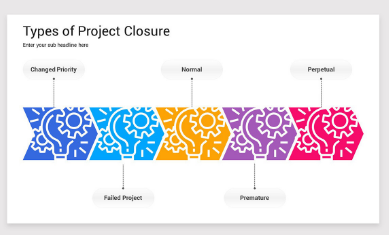 Types of Project Closure
Enter your sub headline here
Changed Priority
Normal
Perpetual
Failed Project
Premature